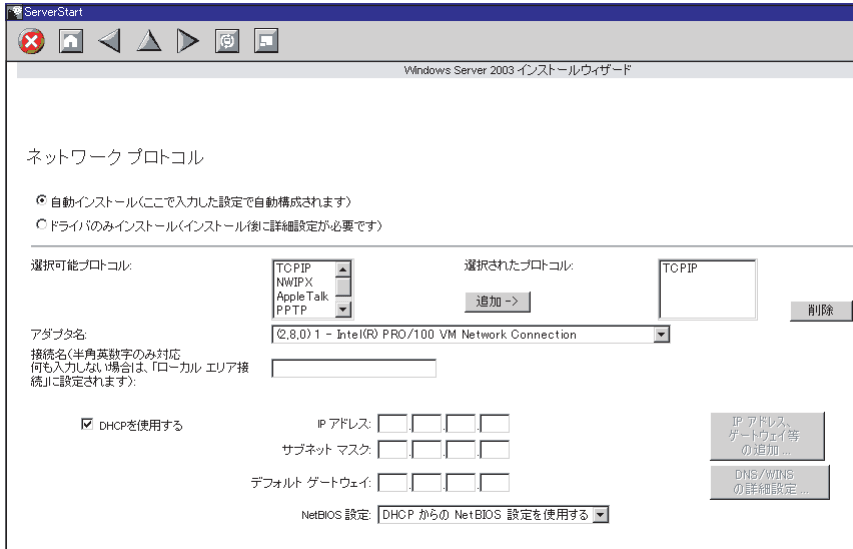 ServerStart
Windows Server 2003 インストールウィザード
ネットワーク プロトコル
自動インストール(ここで入力した設定で自動構成されます)
ドライバのみインストール(インストール後に詳細設定が必要です)
選択可能プロトコル:
TCPIP
NWIPX
AppleTalk
PPTP
追加 ->
選択されたプロトコル:
TCPIP
削除
アダプタ名:
(2,8,0) 1 - Intel(R) PRO/100 VM Network Connection
接続名(半角英数字のみ対応
何も入力しない場合は、「ローカル エリア接
続」に設定されます):
DHCPを使用する
IP アドレス:
サブネット マスク:
デフォルト ゲートウェイ:
NetBIOS 設定:
DHCP からの NetBIOS 設定を使用する
IP アドレス、
ゲートウェイ等
の追加 ...
DNS/WINS
の詳細設定 ...